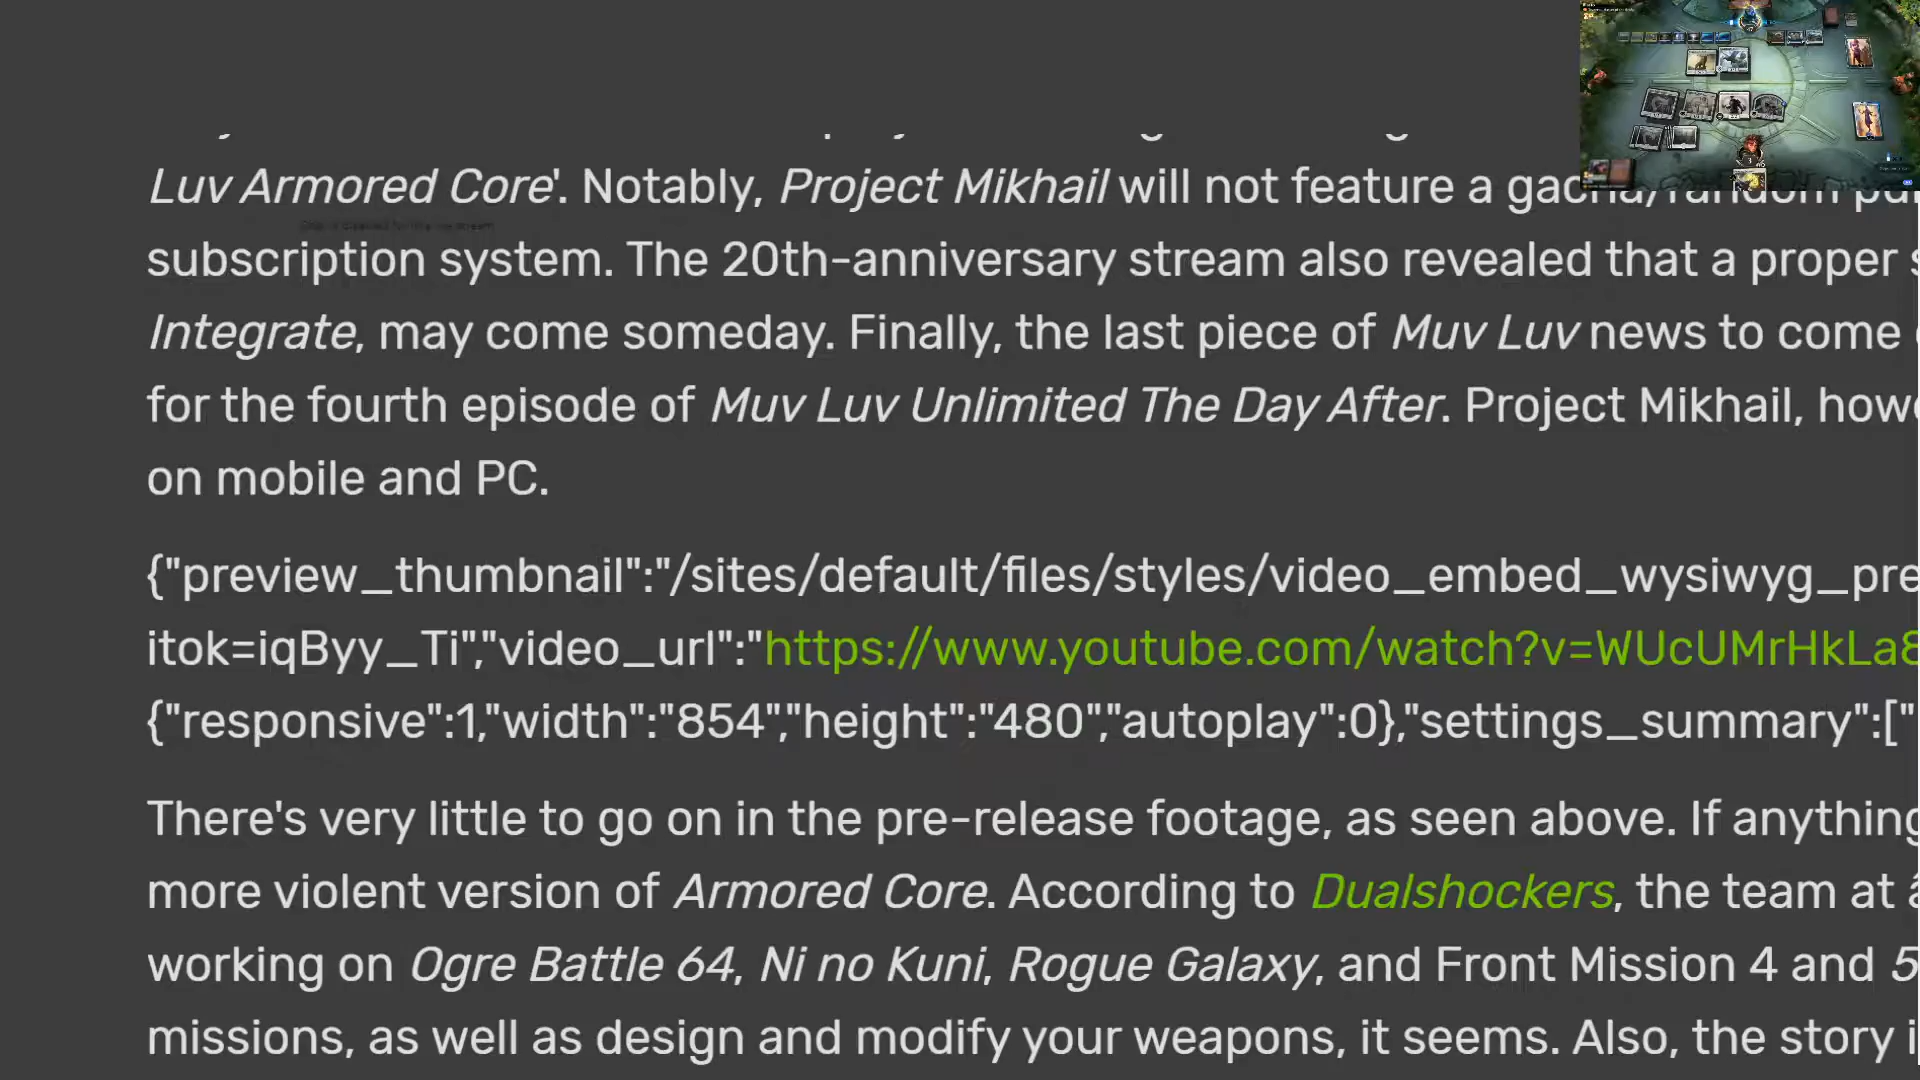 Luv Armored Core'. Notably, Project Mikhail will not feature a gacha/random
subscription system. The 20th-anniversary stream also revealed that a proper
Integrate, may come someday. Finally, the last piece of Muv Luv news to come
for the fourth episode of Muv Luv Unlimited The Day After. Project Mikhail,
on mobile and PC.
{"preview_thumbnail":"/sites/default/files/styles/video_embed_wysiwyg_pre
itok=iqByy_Ti","video_url":"https://www.youtube.com/watch?v=WUcUMrHkLa8
{"responsive":1,"width":"854","height":"480","autoplay":0},"settings_summary":["
There's very little to go on in the pre-release footage, as seen above. If anything
more violent version of Armored Core. According to Dualshockers, the team at
working on Ogre Battle 64, Ni no Kuni, Rogue Galaxy, and Front Mission 4 and 5
missions, as well as design and modify your weapons, it seems. Also, the story